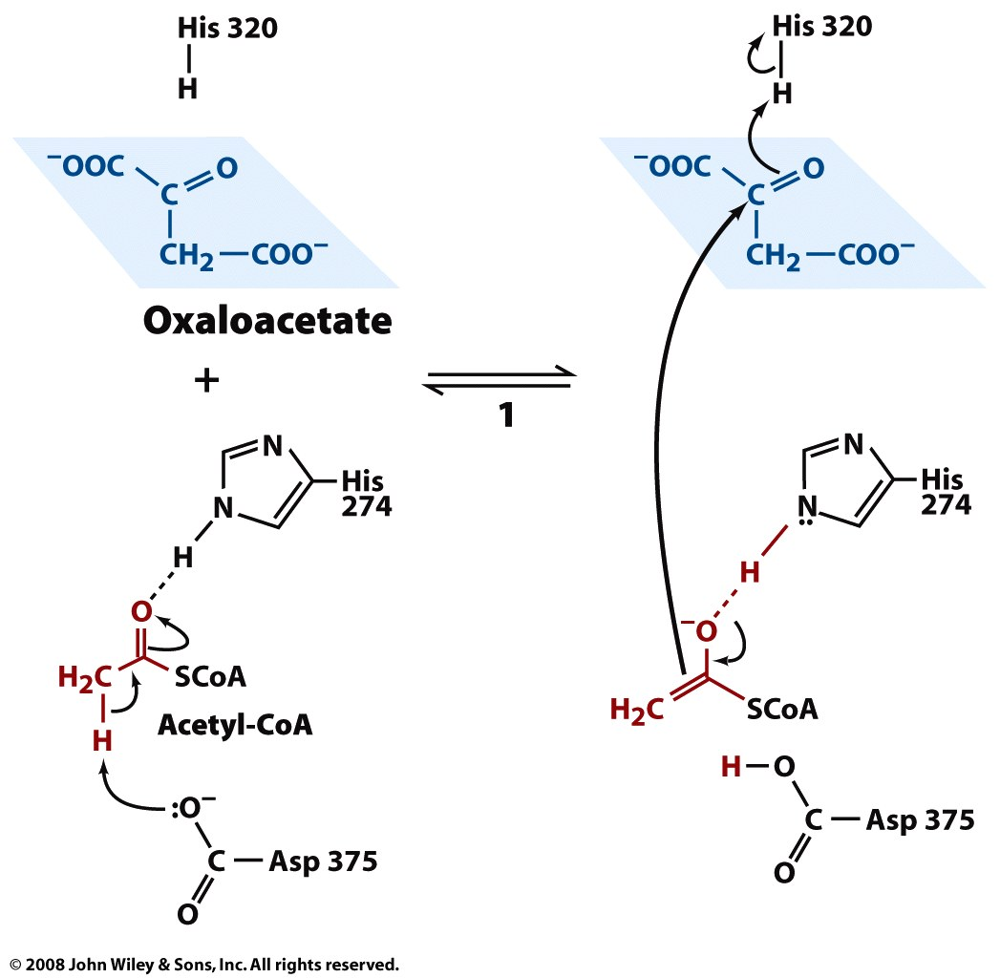 His 320
H
⁻OOC
C
O
CH₂
COO⁻
Oxaloacetate
+
N
His
274
N
H
O
H₂C
SCoA
H
Acetyl-CoA
:O⁻
C
Asp 375
O
1
His 320
H
⁻OOC
C
O
CH₂
COO⁻
N
His
274
N
H
⁻O
H₂C
SCoA
H
O
C
Asp 375
O
© 2008 John Wiley & Sons, Inc. All rights reserved.